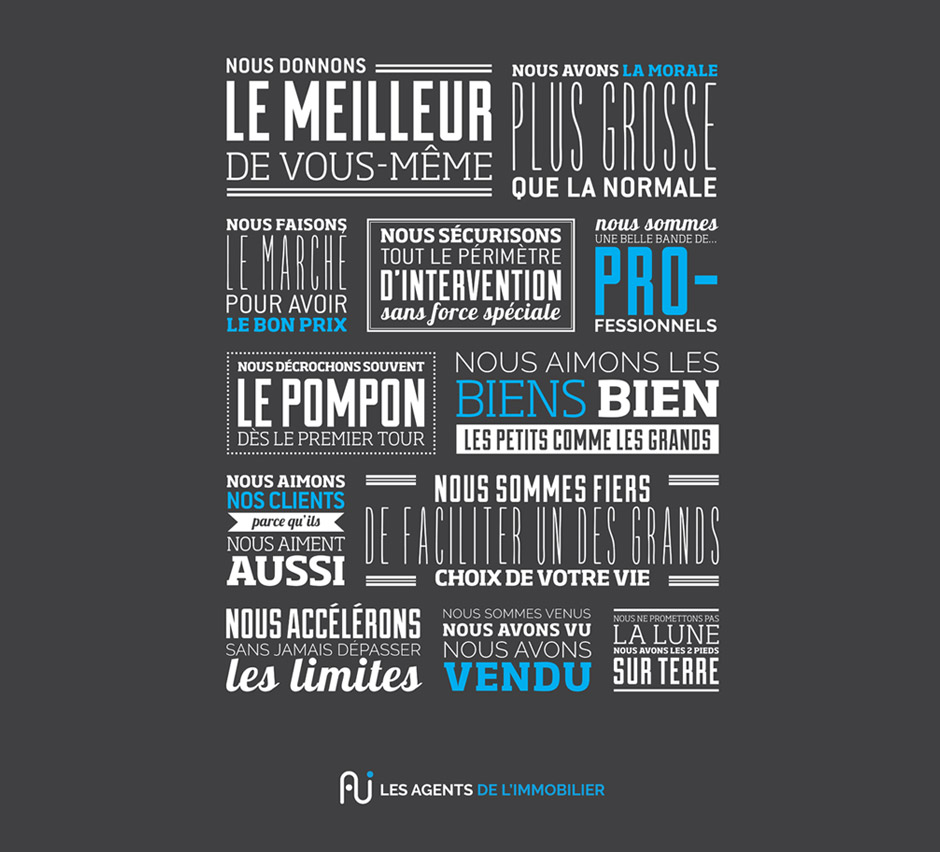 NOUS DONNONS
LE MEILLEUR
DE VOUS-MÊME
NOUS AVONS LA MORALE
PLUS GROSSE
QUE LA NORMALE
NOUS FAISONS
LE MARCHÉ
POUR AVOIR
LE BON PRIX
NOUS SÉCURISONS
TOUT LE PÉRIMÈTRE
D'INTERVENTION
sans force spéciale
nous sommes
UNE BELLE BANDE DE...
PRO-
FESSIONNELS
NOUS DÉCROCHONS SOUVENT
LE POMPON
DÈS LE PREMIER TOUR
NOUS AIMONS LES
BIENS BIEN
LES PETITS COMME LES GRANDS
NOUS AIMONS
NOS CLIENTS
parce qu'ils
NOUS AIMENT
AUSSI
NOUS SOMMES FIERS
DE FACILITER UN DES GRANDS
CHOIX DE VOTRE VIE
NOUS ACCÉLÉRONS
SANS JAMAIS DÉPASSER
les limites
NOUS SOMMES VENUS
NOUS AVONS VU
NOUS AVONS
VENDU
NOUS NE PROMETTONS PAS
LA LUNE
NOUS AVONS LES 2 PIEDS
SUR TERRE
LES AGENTS DE L'IMMOBILIER